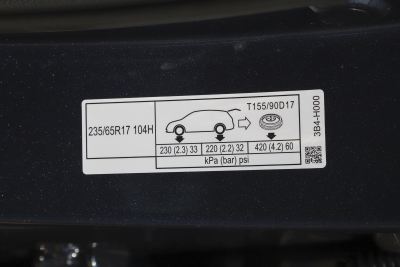 235/65R17 104H
T155/90D17
230 (2.3) 33
220 (2.2) 32
420 (4.2) 60
kPa (bar) psi
3B4-H000